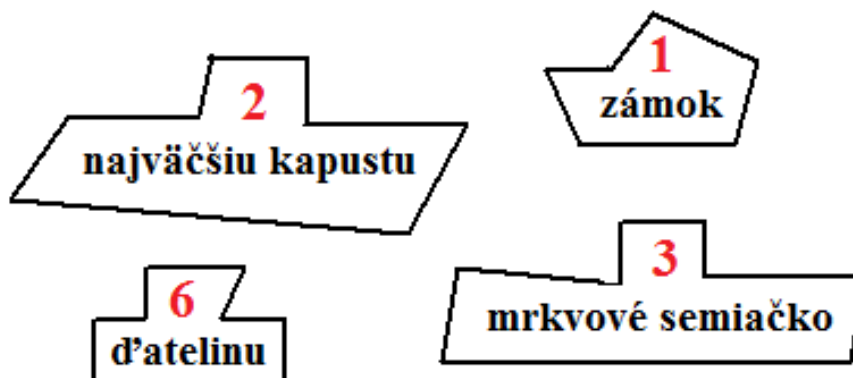 1
zámok
2
najväčšiu kapustu
3
mrkvové semiačko
6
ďatelinu